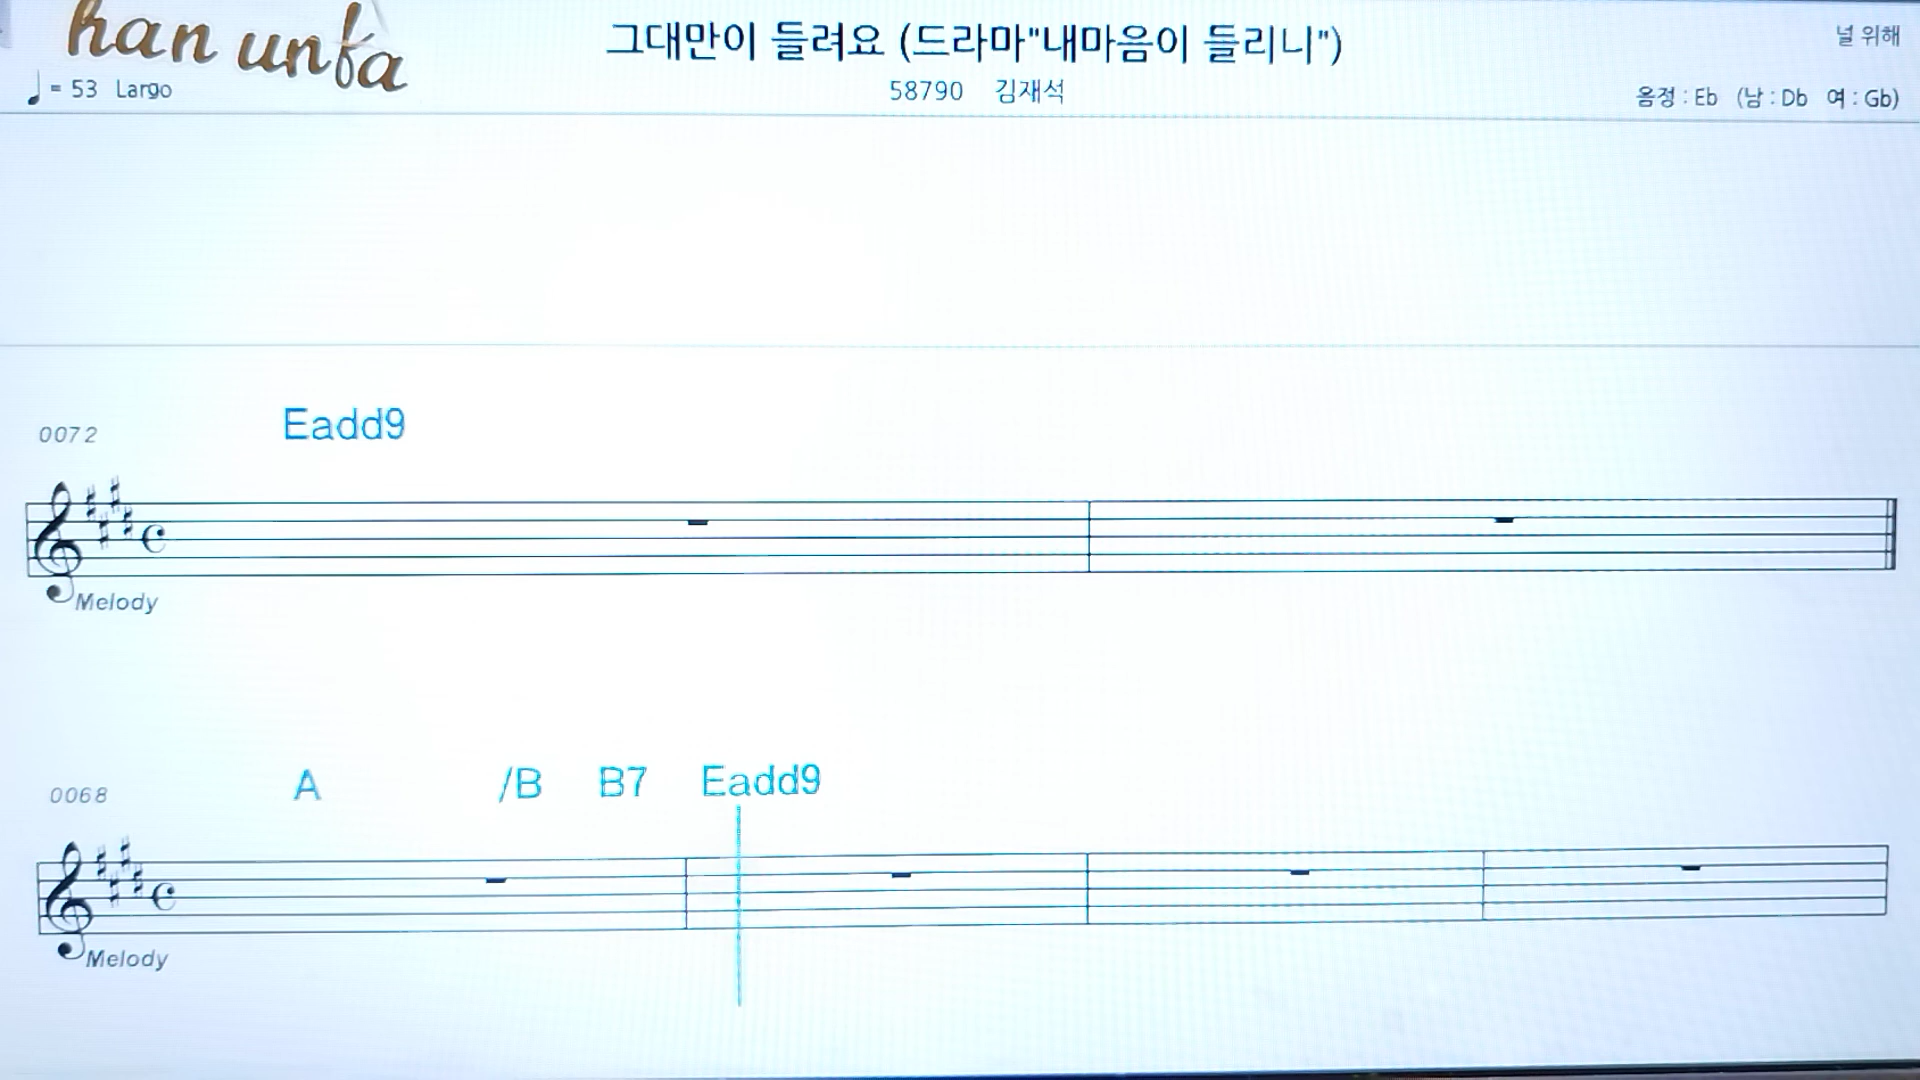 han unfa
그대만이 들려요 (드라마"내마음이 들리니")
널 위해
♩ = 53 Largo
58790 김재석
음정 : Eb (남 : Db 여 : Gb)
0072 Eadd9
Melody
0068 A /B B7 Eadd9
Melody